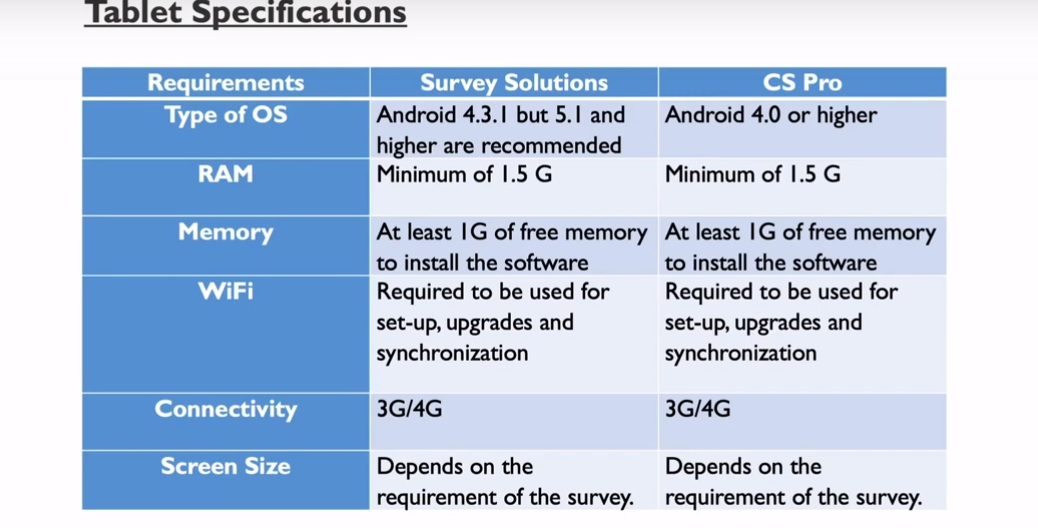 Tablet Specifications
Requirements Survey Solutions CS Pro
Type of OS Android 4.3.1 but 5.1 and Android 4.0 or higher
higher are recommended
RAM Minimum of 1.5 G Minimum of 1.5 G
Memory At least 1G of free memory At least 1G of free memory
to install the software to install the software
WiFi Required to be used for Required to be used for
set-up, upgrades and set-up, upgrades and
synchronization synchronization
Connectivity 3G/4G 3G/4G
Screen Size Depends on the Depends on the
requirement of the survey. requirement of the survey.